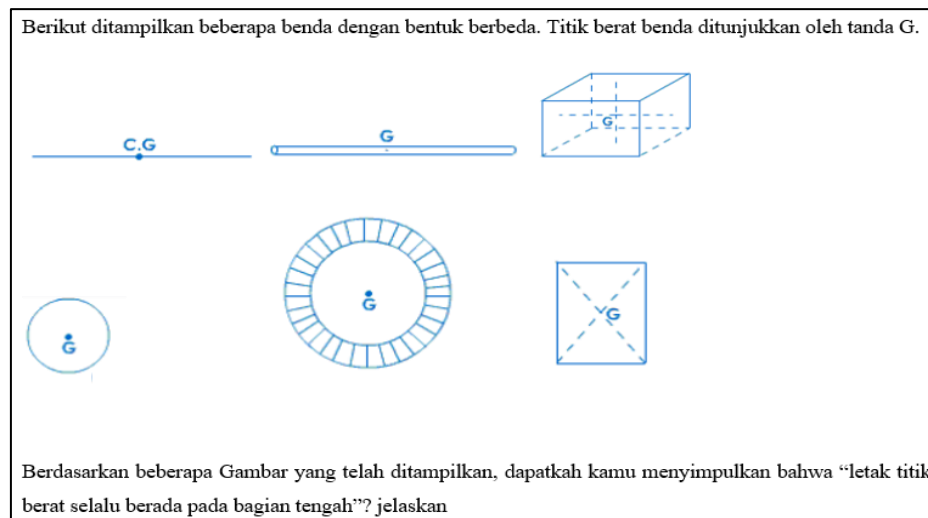 Berikut ditampilkan beberapa benda dengan bentuk berbeda. Titik berat benda ditunjukkan oleh tanda G.
C.G
G
G
G
G
G
Berdasarkan beberapa Gambar yang telah ditampilkan, dapatkah kamu menyimpulkan bahwa “letak titik
berat selalu berada pada bagian tengah”? jelaskan